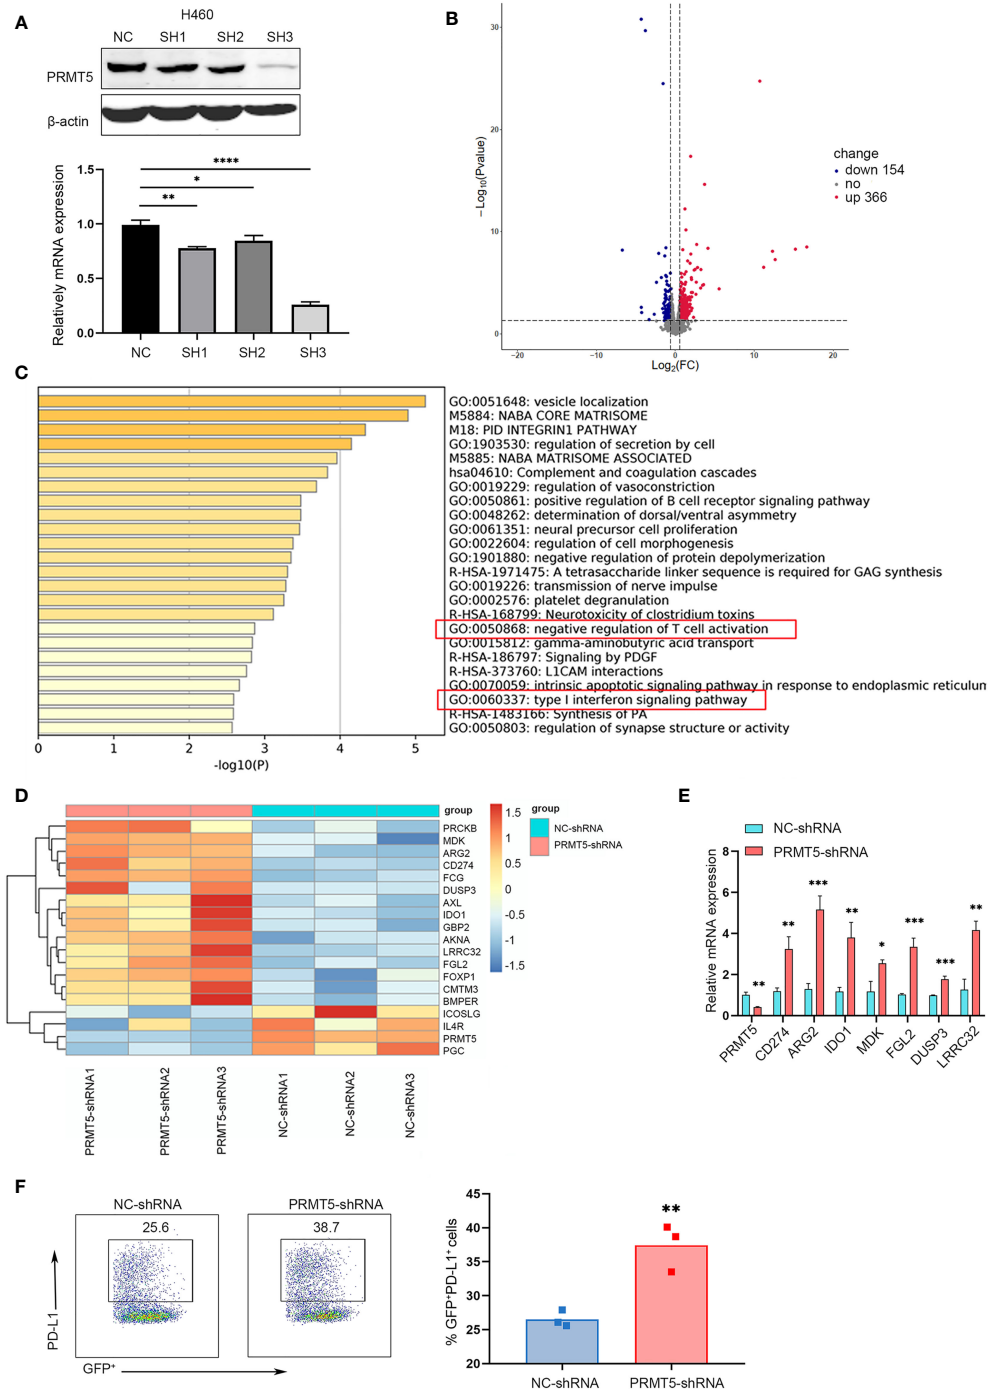 A
H460
NC SH1 SH2 SH3
PRMT5
β-actin
Relatively mRNA expression
1.5
1.0
0.5
0.0
****
*
**
NC SH1 SH2 SH3
B
−Log10(Pvalue)
30
20
10
0
−20 −10 0 10 20
Log2(FC)
change
down 154
no
up 366
C
GO:0051648: vesicle localization
M5884: NABA CORE MATRISOME
M18: PID INTEGRIN1 PATHWAY
GO:1903530: regulation of secretion by cell
M5885: NABA MATRISOME ASSOCIATED
hsa04610: Complement and coagulation cascades
GO:0019229: regulation of vasoconstriction
GO:0050861: positive regulation of B cell receptor signaling pathway
GO:0048262: determination of dorsal/ventral asymmetry
GO:0061351: neural precursor cell proliferation
GO:0022604: regulation of cell morphogenesis
GO:1901880: negative regulation of protein depolymerization
R-HSA-1971475: A tetrasaccharide linker sequence is required for GAG synthesis
GO:0019226: transmission of nerve impulse
GO:0002576: platelet degranulation
R-HSA-168799: Neurotoxicity of clostridium toxins
GO:0050868: negative regulation of T cell activation
GO:0015812: gamma-aminobutyric acid transport
R-HSA-186797: Signaling by PDGF
R-HSA-373760: L1CAM interactions
GO:0070059: intrinsic apoptotic signaling pathway in response to endoplasmic reticulum
GO:0060337: type I interferon signaling pathway
R-HSA-1483166: Synthesis of PA
GO:0050803: regulation of synapse structure or activity
0 1 2 3 4 5
-log10(P)
D
group
PRCKB
MDK
ARG2
CD274
FCG
DUSP3
AXL
IDO1
GBP2
AKNA
LRRC32
FGL2
FOXP1
CMTM3
BMPER
ICOSLG
IL4R
PRMT5
PGC
1.5
1
0.5
0
-0.5
-1
-1.5
group
NC-shRNA
PRMT5-shRNA
PRMT5-shRNA1
PRMT5-shRNA2
PRMT5-shRNA3
NC-shRNA1
NC-shRNA2
NC-shRNA3
E
NC-shRNA
PRMT5-shRNA
Relative mRNA expression
8
6
4
2
0
** ** *** ** * *** *** **
PRMT5 CD274 ARG2 IDO1 MDK FGL2 DUSP3 LRRC32
F
NC-shRNA PRMT5-shRNA
25.6 38.7
PD-L1
GFP+
% GFP+PD-L1+ cells
45
40
35
30
25
20
**
NC-shRNA PRMT5-shRNA